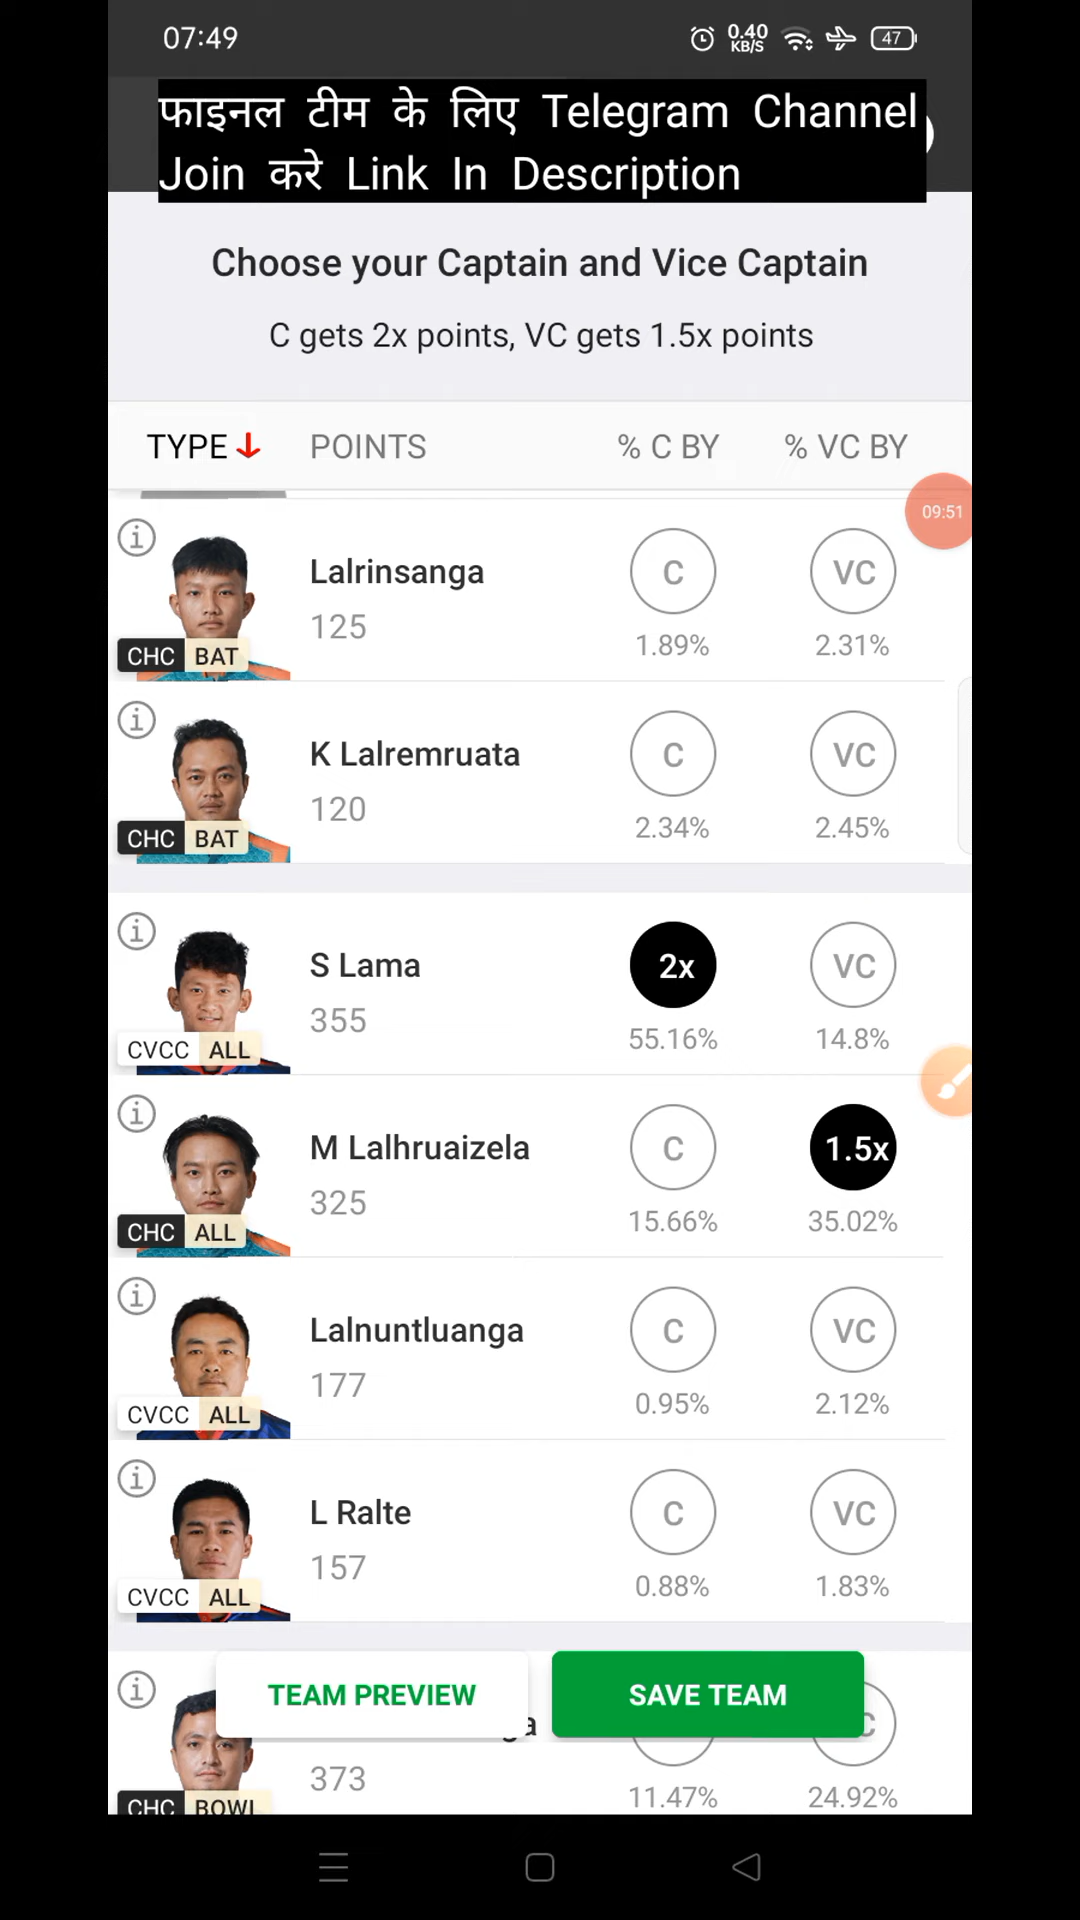 07:49
0.40
KB/S
47
फाइनल टीम के लिए Telegram Channel
Join करे Link In Description
Choose your Captain and Vice Captain
C gets 2x points, VC gets 1.5x points
TYPE POINTS % C BY % VC BY
09:51
Lalrinsanga C VC
125 1.89% 2.31%
CHC BAT
K Lalremruata C VC
120 2.34% 2.45%
CHC BAT
S Lama 2x VC
355 55.16% 14.8%
CVCC ALL
M Lalhruaizela C 1.5x
325 15.66% 35.02%
CHC ALL
Lalnuntluanga C VC
177 0.95% 2.12%
CVCC ALL
L Ralte C VC
157 0.88% 1.83%
CVCC ALL
TEAM PREVIEW SAVE TEAM
373 11.47% 24.92%
CHC BOWL